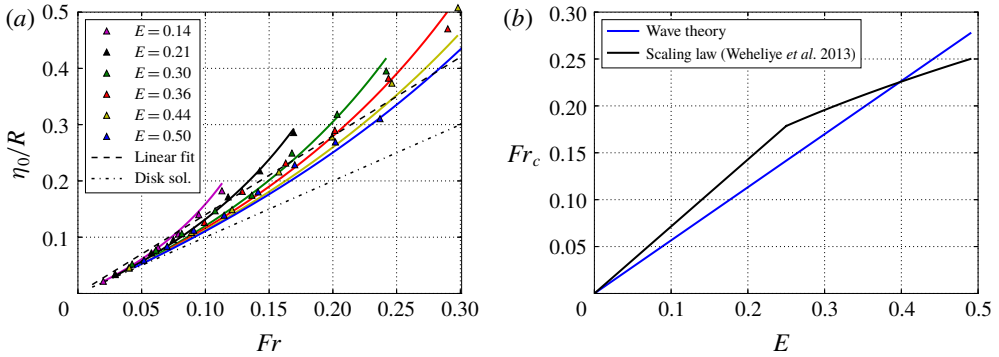 (a)
0.5
0.4
0.3
0.2
0.1
η₀/R
E = 0.14
E = 0.21
E = 0.30
E = 0.36
E = 0.44
E = 0.50
Linear fit
Disk sol.
0 0.05 0.10 0.15 0.20 0.25 0.30
Fr
(b)
0.30
0.25
0.20
0.15
0.10
0.05
Fr_c
Wave theory
Scaling law (Weheliye et al. 2013)
0 0.1 0.2 0.3 0.4 0.5
E